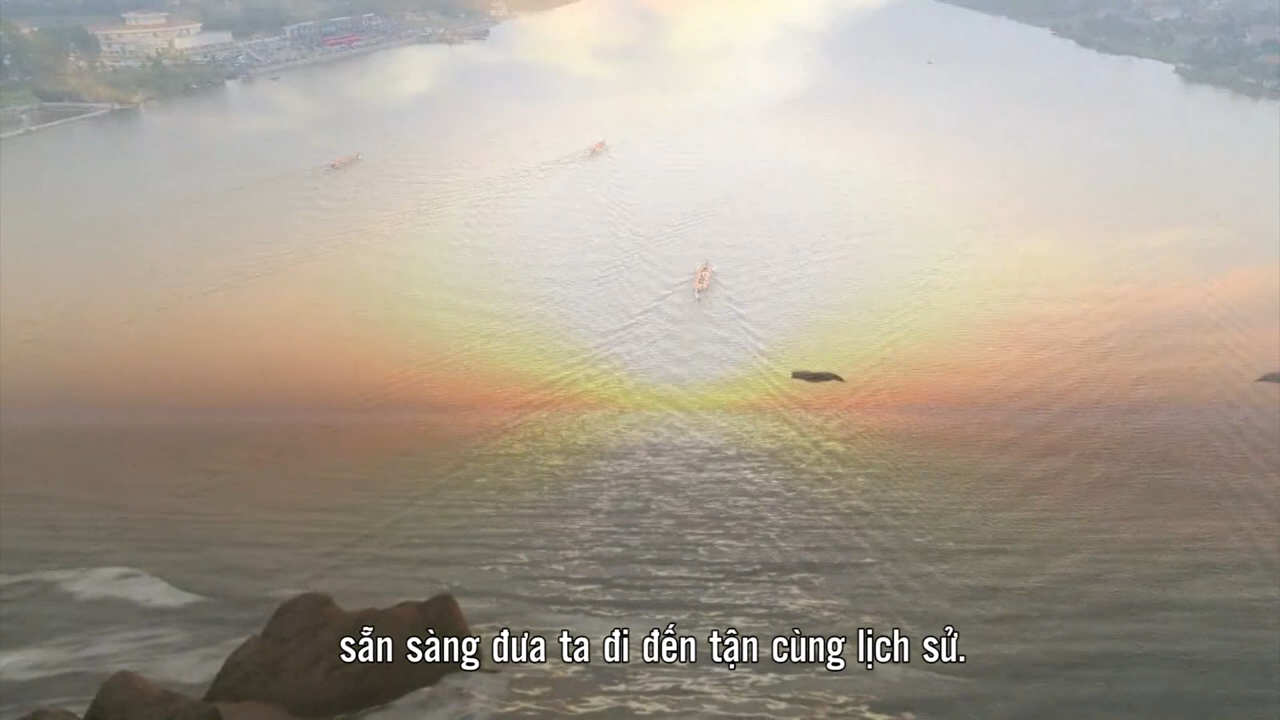 sẵn sàng đưa ta đi đến tận cùng lịch sử.